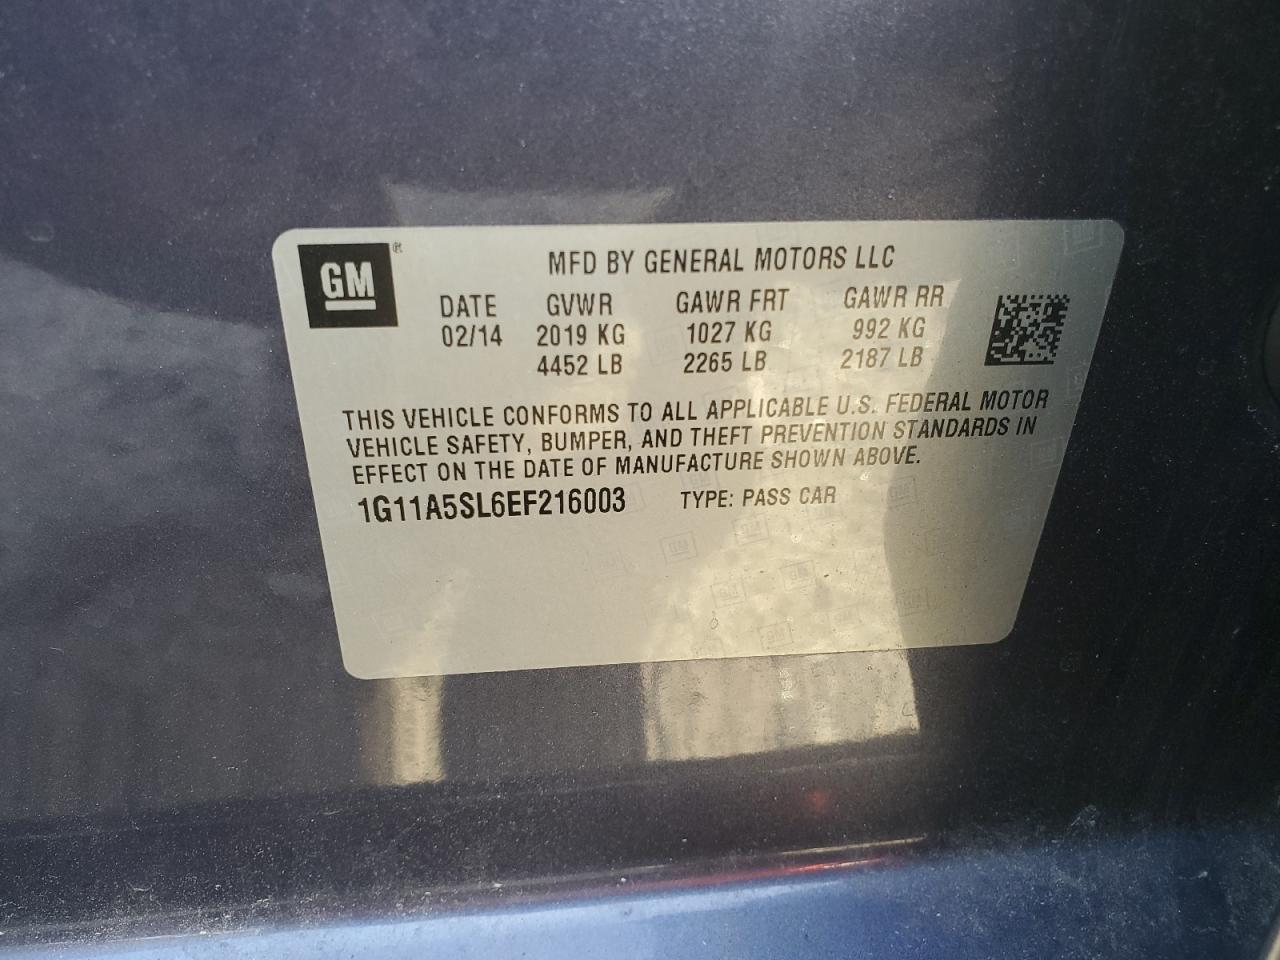 GM®
MFD BY GENERAL MOTORS LLC
DATE GVWR GAWR FRT GAWR RR
02/14 2019 KG 1027 KG 992 KG
4452 LB 2265 LB 2187 LB
THIS VEHICLE CONFORMS TO ALL APPLICABLE U.S. FEDERAL MOTOR
VEHICLE SAFETY, BUMPER, AND THEFT PREVENTION STANDARDS IN
EFFECT ON THE DATE OF MANUFACTURE SHOWN ABOVE.
1G11A5SL6EF216003 TYPE: PASS CAR